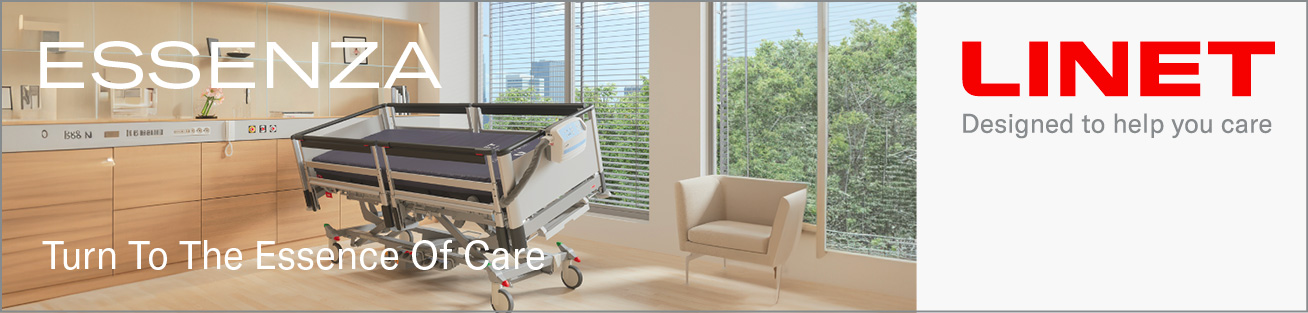 ESSENZA
Turn To The Essence Of Care
LINET
Designed to help you care